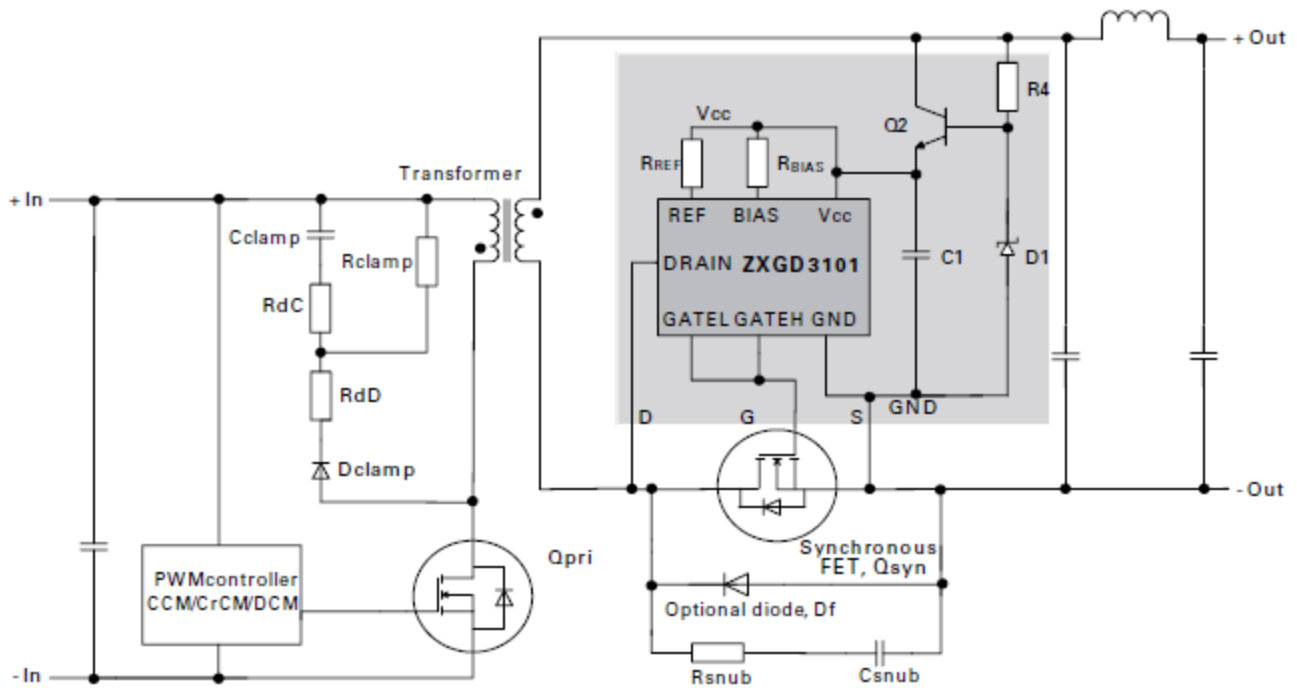 + Out
R4
Q2
Vcc
RREF
RBIAS
Transformer
+ In
REF BIAS Vcc
Cclamp
Rclamp
DRAIN ZXGD3101
C1
D1
RdC
GATEL GATEH GND
RdD
D G S GND
Dclamp
- Out
Synchronous
FET, Qsyn
Qpri
PWMcontroller
CCM/CrCM/DCM
Optional diode, Df
- In
Rsnub
Csnub